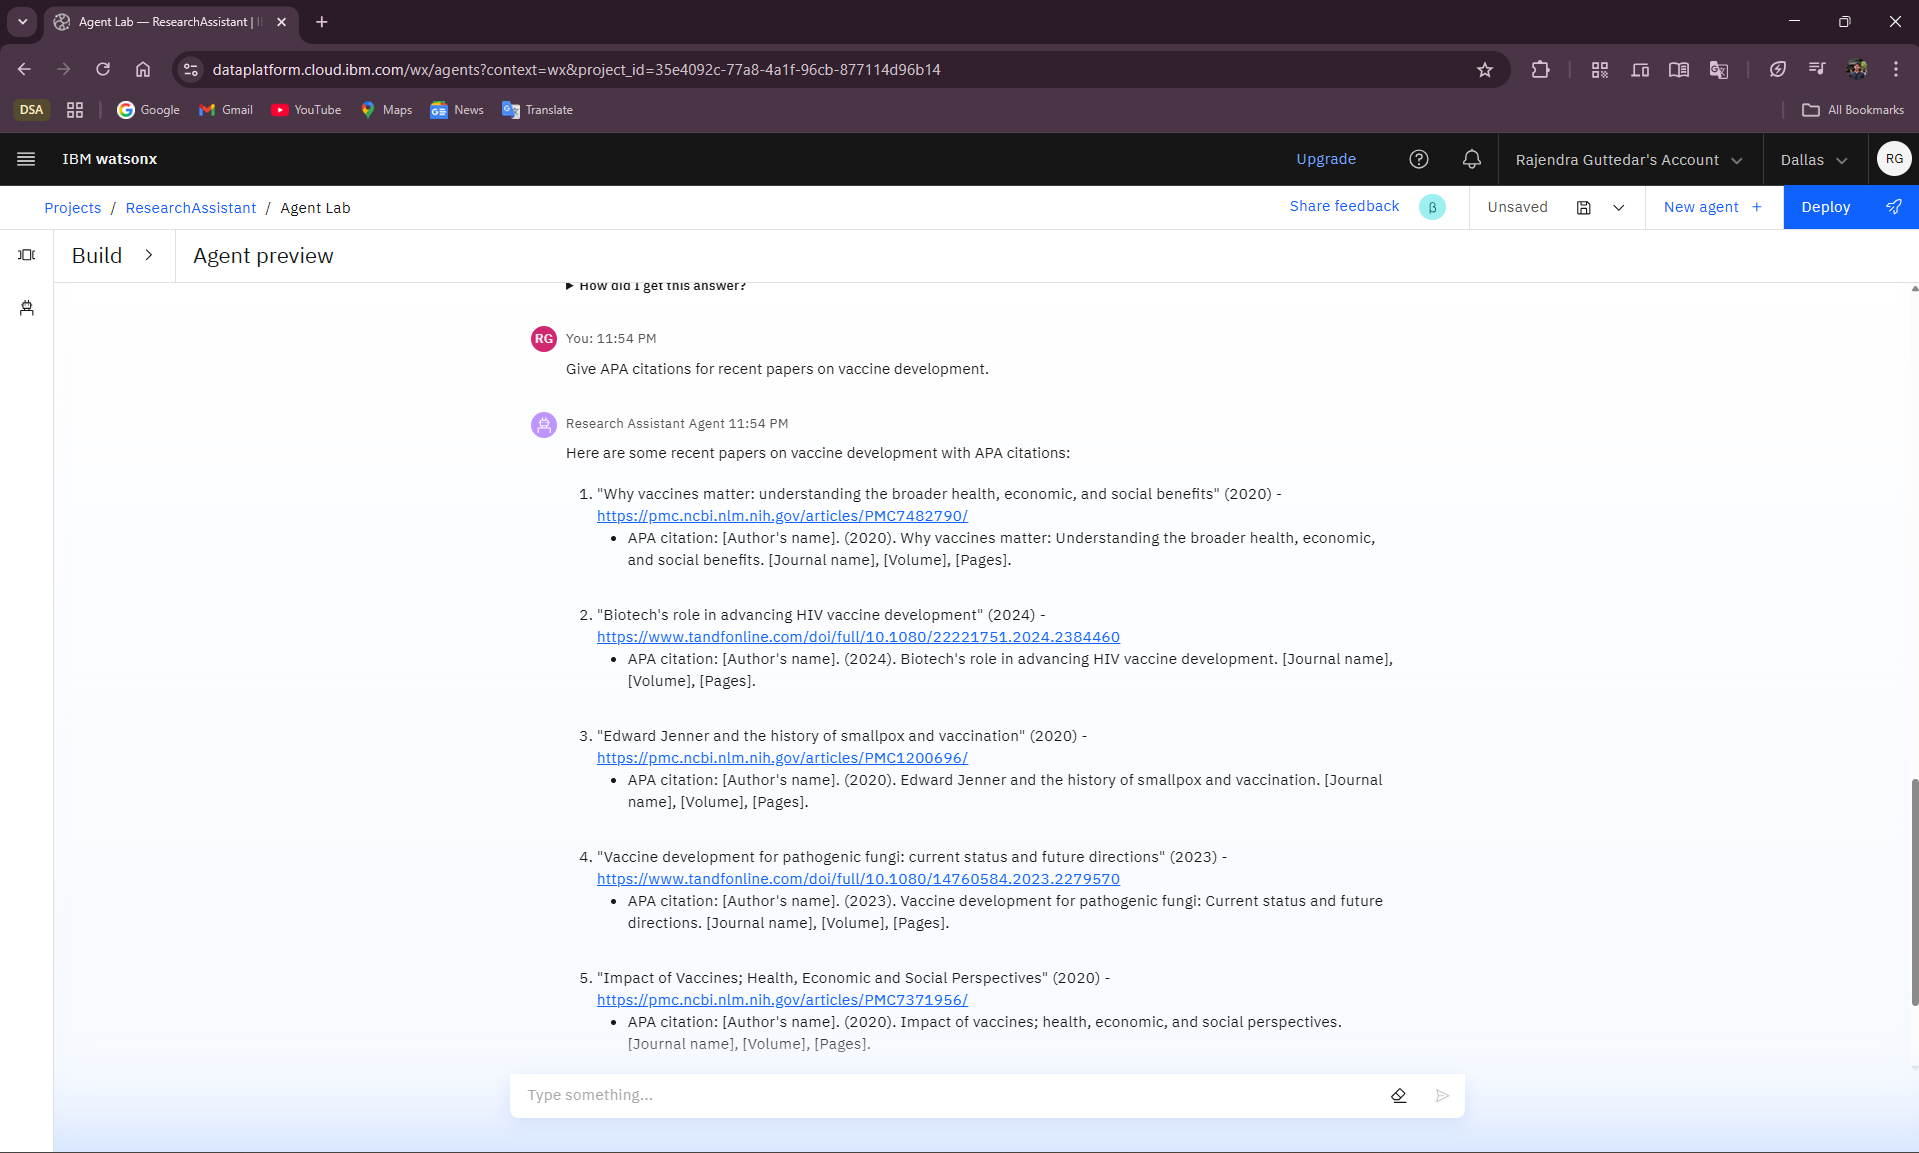 Agent Lab — ResearchAssistant |
dataplatform.cloud.ibm.com/wx/agents?context=wx&project_id=35e4092c-77a8-4a1f-96cb-877114d96b14
DSA
Google
Gmail
YouTube
Maps
News
Translate
All Bookmarks
IBM watsonx
Upgrade
Rajendra Guttedar's Account
Dallas
RG
Projects / ResearchAssistant / Agent Lab
Share feedback
β
Unsaved
New agent +
Deploy
Build
Agent preview
How did I get this answer?
RG
You: 11:54 PM
Give APA citations for recent papers on vaccine development.
Research Assistant Agent 11:54 PM
Here are some recent papers on vaccine development with APA citations:
1. "Why vaccines matter: understanding the broader health, economic, and social benefits" (2020) -
https://pmc.ncbi.nlm.nih.gov/articles/PMC7482790/
• APA citation: [Author's name]. (2020). Why vaccines matter: Understanding the broader health, economic,
and social benefits. [Journal name], [Volume], [Pages].
2. "Biotech's role in advancing HIV vaccine development" (2024) -
https://www.tandfonline.com/doi/full/10.1080/22221751.2024.2384460
• APA citation: [Author's name]. (2024). Biotech's role in advancing HIV vaccine development. [Journal name],
[Volume], [Pages].
3. "Edward Jenner and the history of smallpox and vaccination" (2020) -
https://pmc.ncbi.nlm.nih.gov/articles/PMC1200696/
• APA citation: [Author's name]. (2020). Edward Jenner and the history of smallpox and vaccination. [Journal
name], [Volume], [Pages].
4. "Vaccine development for pathogenic fungi: current status and future directions" (2023) -
https://www.tandfonline.com/doi/full/10.1080/14760584.2023.2279570
• APA citation: [Author's name]. (2023). Vaccine development for pathogenic fungi: Current status and future
directions. [Journal name], [Volume], [Pages].
5. "Impact of Vaccines; Health, Economic and Social Perspectives" (2020) -
https://pmc.ncbi.nlm.nih.gov/articles/PMC7371956/
• APA citation: [Author's name]. (2020). Impact of vaccines; health, economic, and social perspectives.
[Journal name], [Volume], [Pages].
Type something...